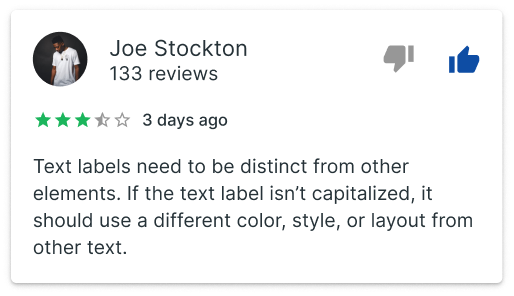 Joe Stockton
133 reviews
3 days ago
Text labels need to be distinct from other
elements. If the text label isn’t capitalized, it
should use a different color, style, or layout from
other text.